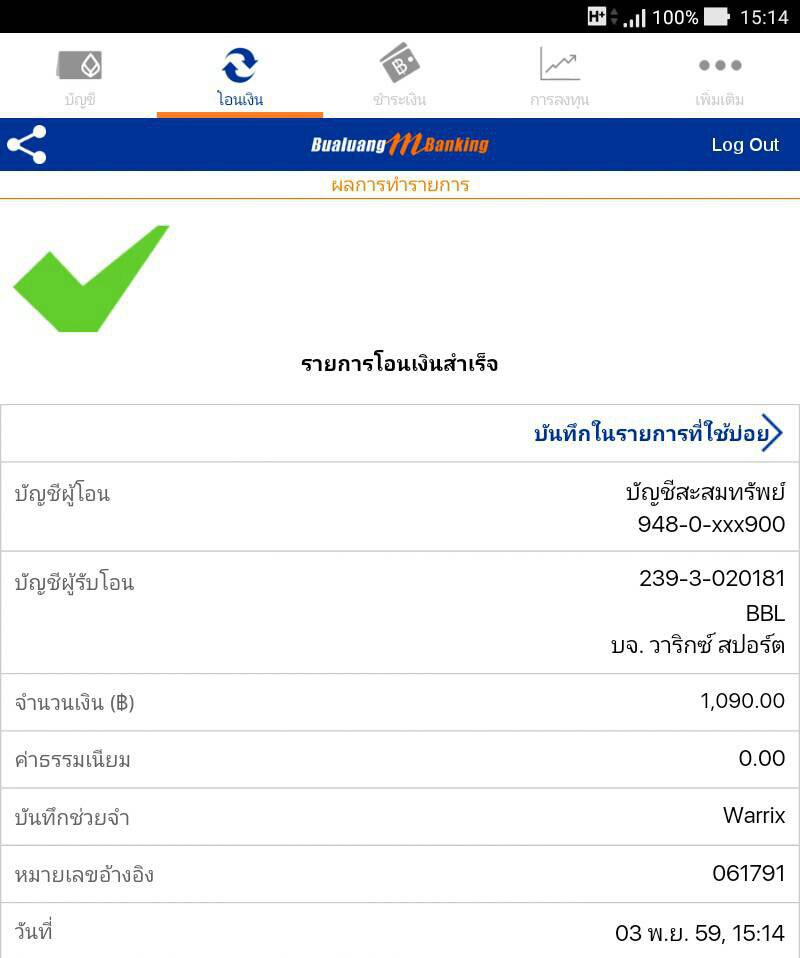 H+ 100% 15:14
บัญชี โอนเงิน ชำระเงิน การลงทุน เพิ่มเติม
Bualuang mBanking Log Out
ผลการทำรายการ
รายการโอนเงินสำเร็จ
บันทึกในรายการที่ใช้บ่อย
บัญชีผู้โอน บัญชีสะสมทรัพย์
948-0-xxx900
บัญชีผู้รับโอน 239-3-020181
BBL
บจ. วาริกซ์ สปอร์ต
จำนวนเงิน (฿) 1,090.00
ค่าธรรมเนียม 0.00
บันทึกช่วยจำ Warrix
หมายเลขอ้างอิง 061791
วันที่ 03 พ.ย. 59, 15:14